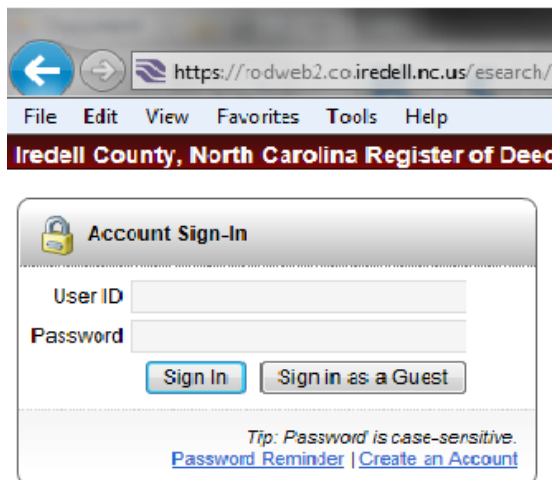 https://rodweb2.co.iredell.nc.us/esearch/
File Edit View Favorites Tools Help
Iredell County, North Carolina Register of Deed
Account Sign-In
User ID
Password
Sign In Sign in as a Guest
Tip: Password is case-sensitive.
Password Reminder | Create an Account